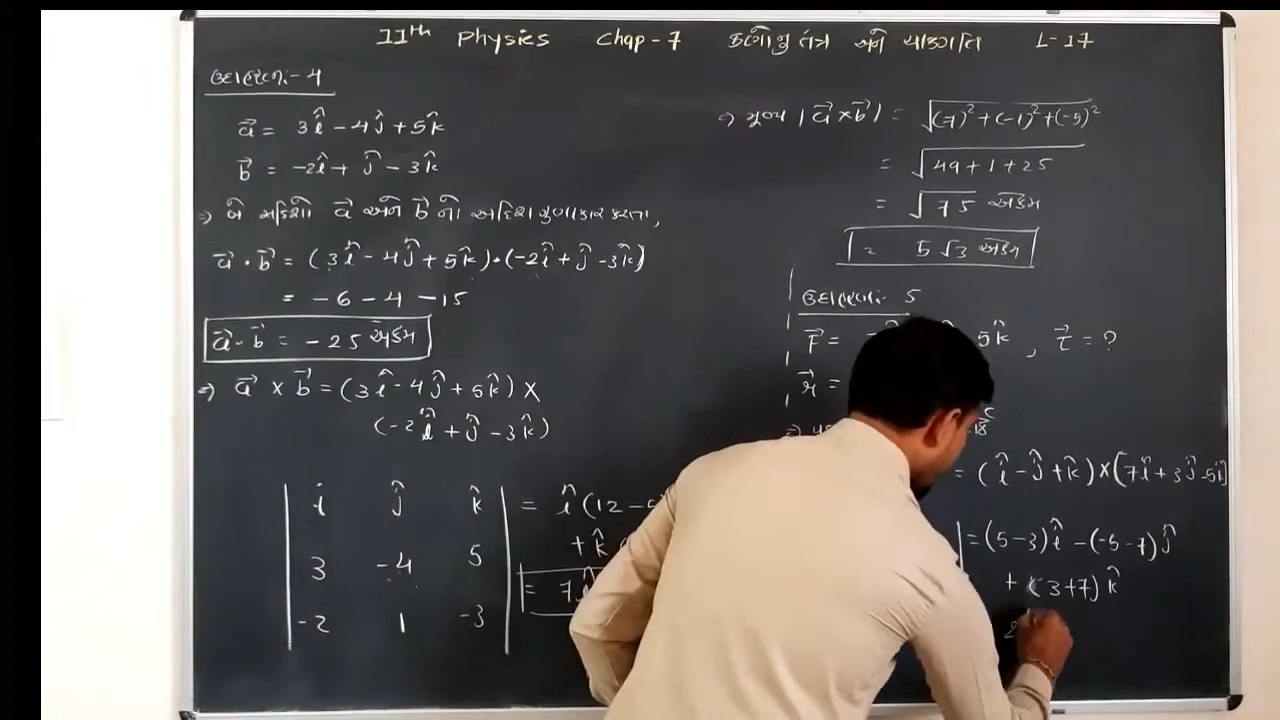 11th Physics Chap - 7 કણોનું તંત્ર અને ચાકગતિ L - 17
ઉદાહરણ:- 4
a⃗ = 3î - 4ĵ + 5k̂
b⃗ = -2î + ĵ - 3k̂
⇒ બે સદિશો a⃗ અને b⃗ નો અદિશ ગુણાકાર કરતા,
a⃗ · b⃗ = (3î - 4ĵ + 5k̂) · (-2î + ĵ - 3k̂)
= -6 - 4 - 15
a⃗ · b⃗ = -25 એકમ
⇒ a⃗ × b⃗ = (3î - 4ĵ + 5k̂) ×
(-2î + ĵ - 3k̂)
| î ĵ k̂ | = î(12 - 5
| 3 -4 5 | + k̂
| -2 1 -3 | = 7î
⇒ મૂલ્ય |a⃗ × b⃗| = √(7)² + (-1)² + (-5)²
= √49 + 1 + 25
= √75 એકમ
= 5√3 એકમ
ઉદાહરણ:- 5
F⃗ = 5k̂ , τ⃗ = ?
r⃗ =
= (î - ĵ + k̂) × (7î + 3ĵ - 5k̂)
| = (5 - 3)î - (-5 - 7)ĵ
+ (3 + 7)k̂
2